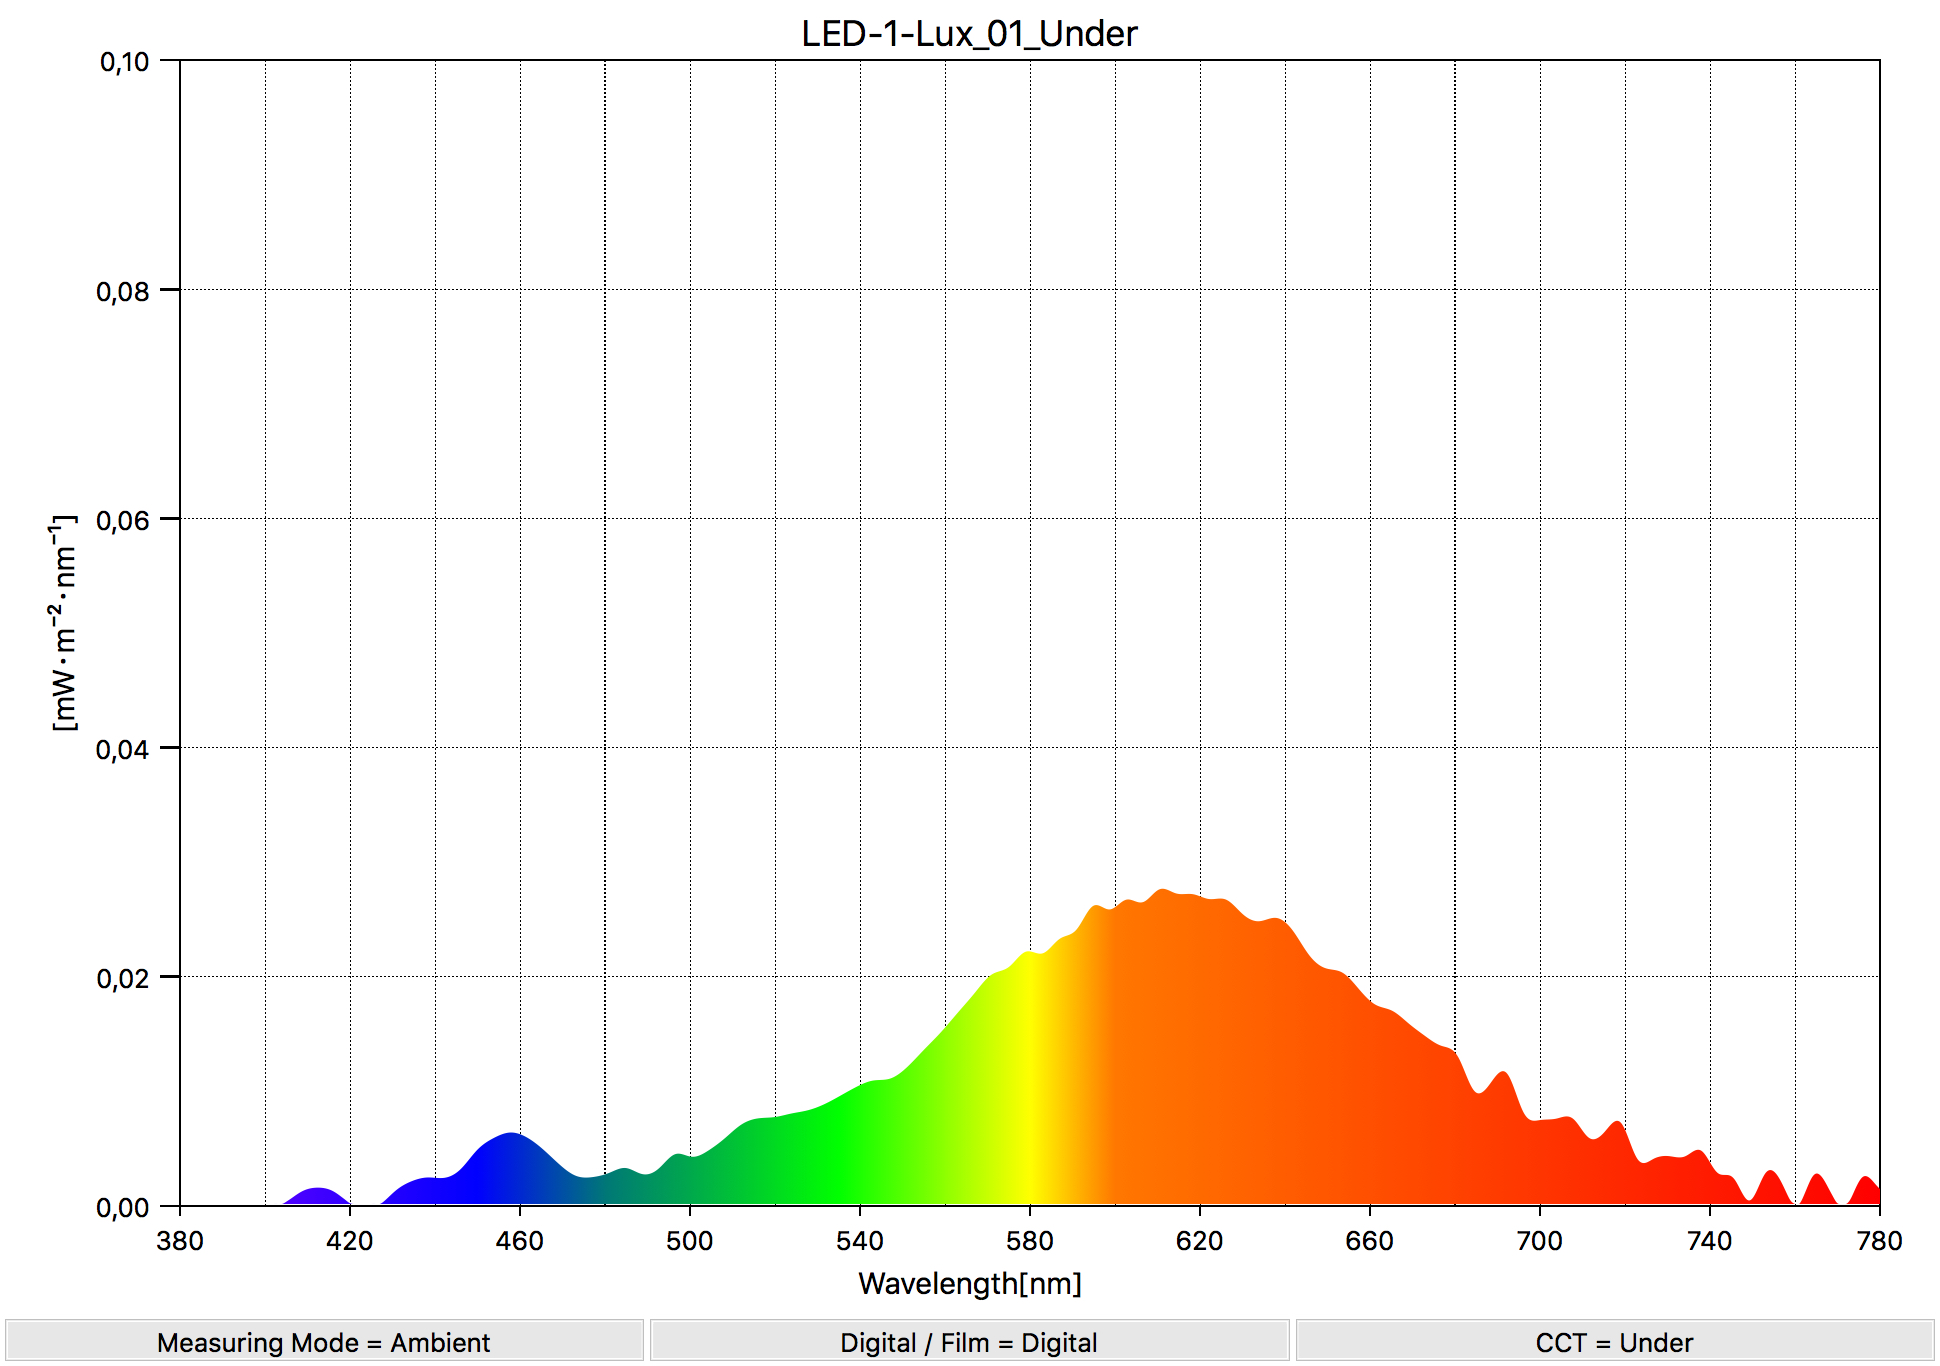 LED-1-Lux_01_Under
0,10
0,08
0,06
0,04
0,02
0,00
[mW·m⁻²·nm⁻¹]
380 420 460 500 540 580 620 660 700 740 780
Wavelength[nm]
Measuring Mode = Ambient
Digital / Film = Digital
CCT = Under